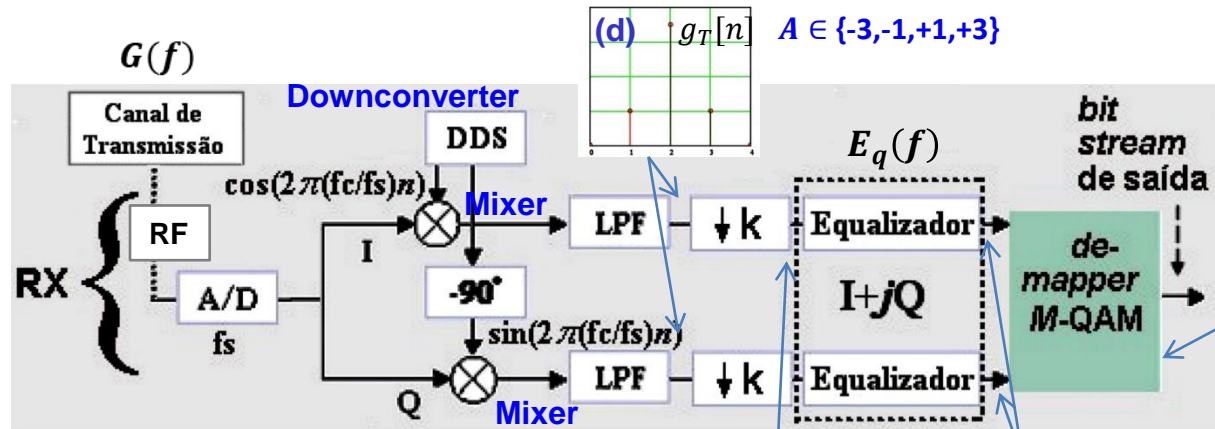 (d) g_T[n] A ∈ {-3,-1,+1,+3}
0 1 2 3 4
G(f)
Downconverter
Canal de
Transmissão
DDS
E_q(f)
bit
stream
de saída
cos(2π(fc/fs)n)
Mixer
RF
I
LPF
↓ k
Equalizador
RX {
A/D
fs
-90°
I+jQ
de-
mapper
M-QAM
sin(2π(fc/fs)n)
Q
Mixer
LPF
↓ k
Equalizador